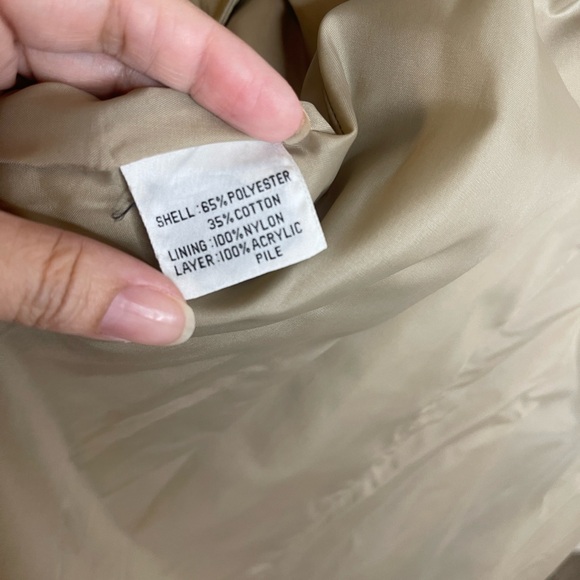 SHELL:65%POLYESTER
35%COTTON
LINING:100%NYLON
LAYER:100%ACRYLIC
PILE